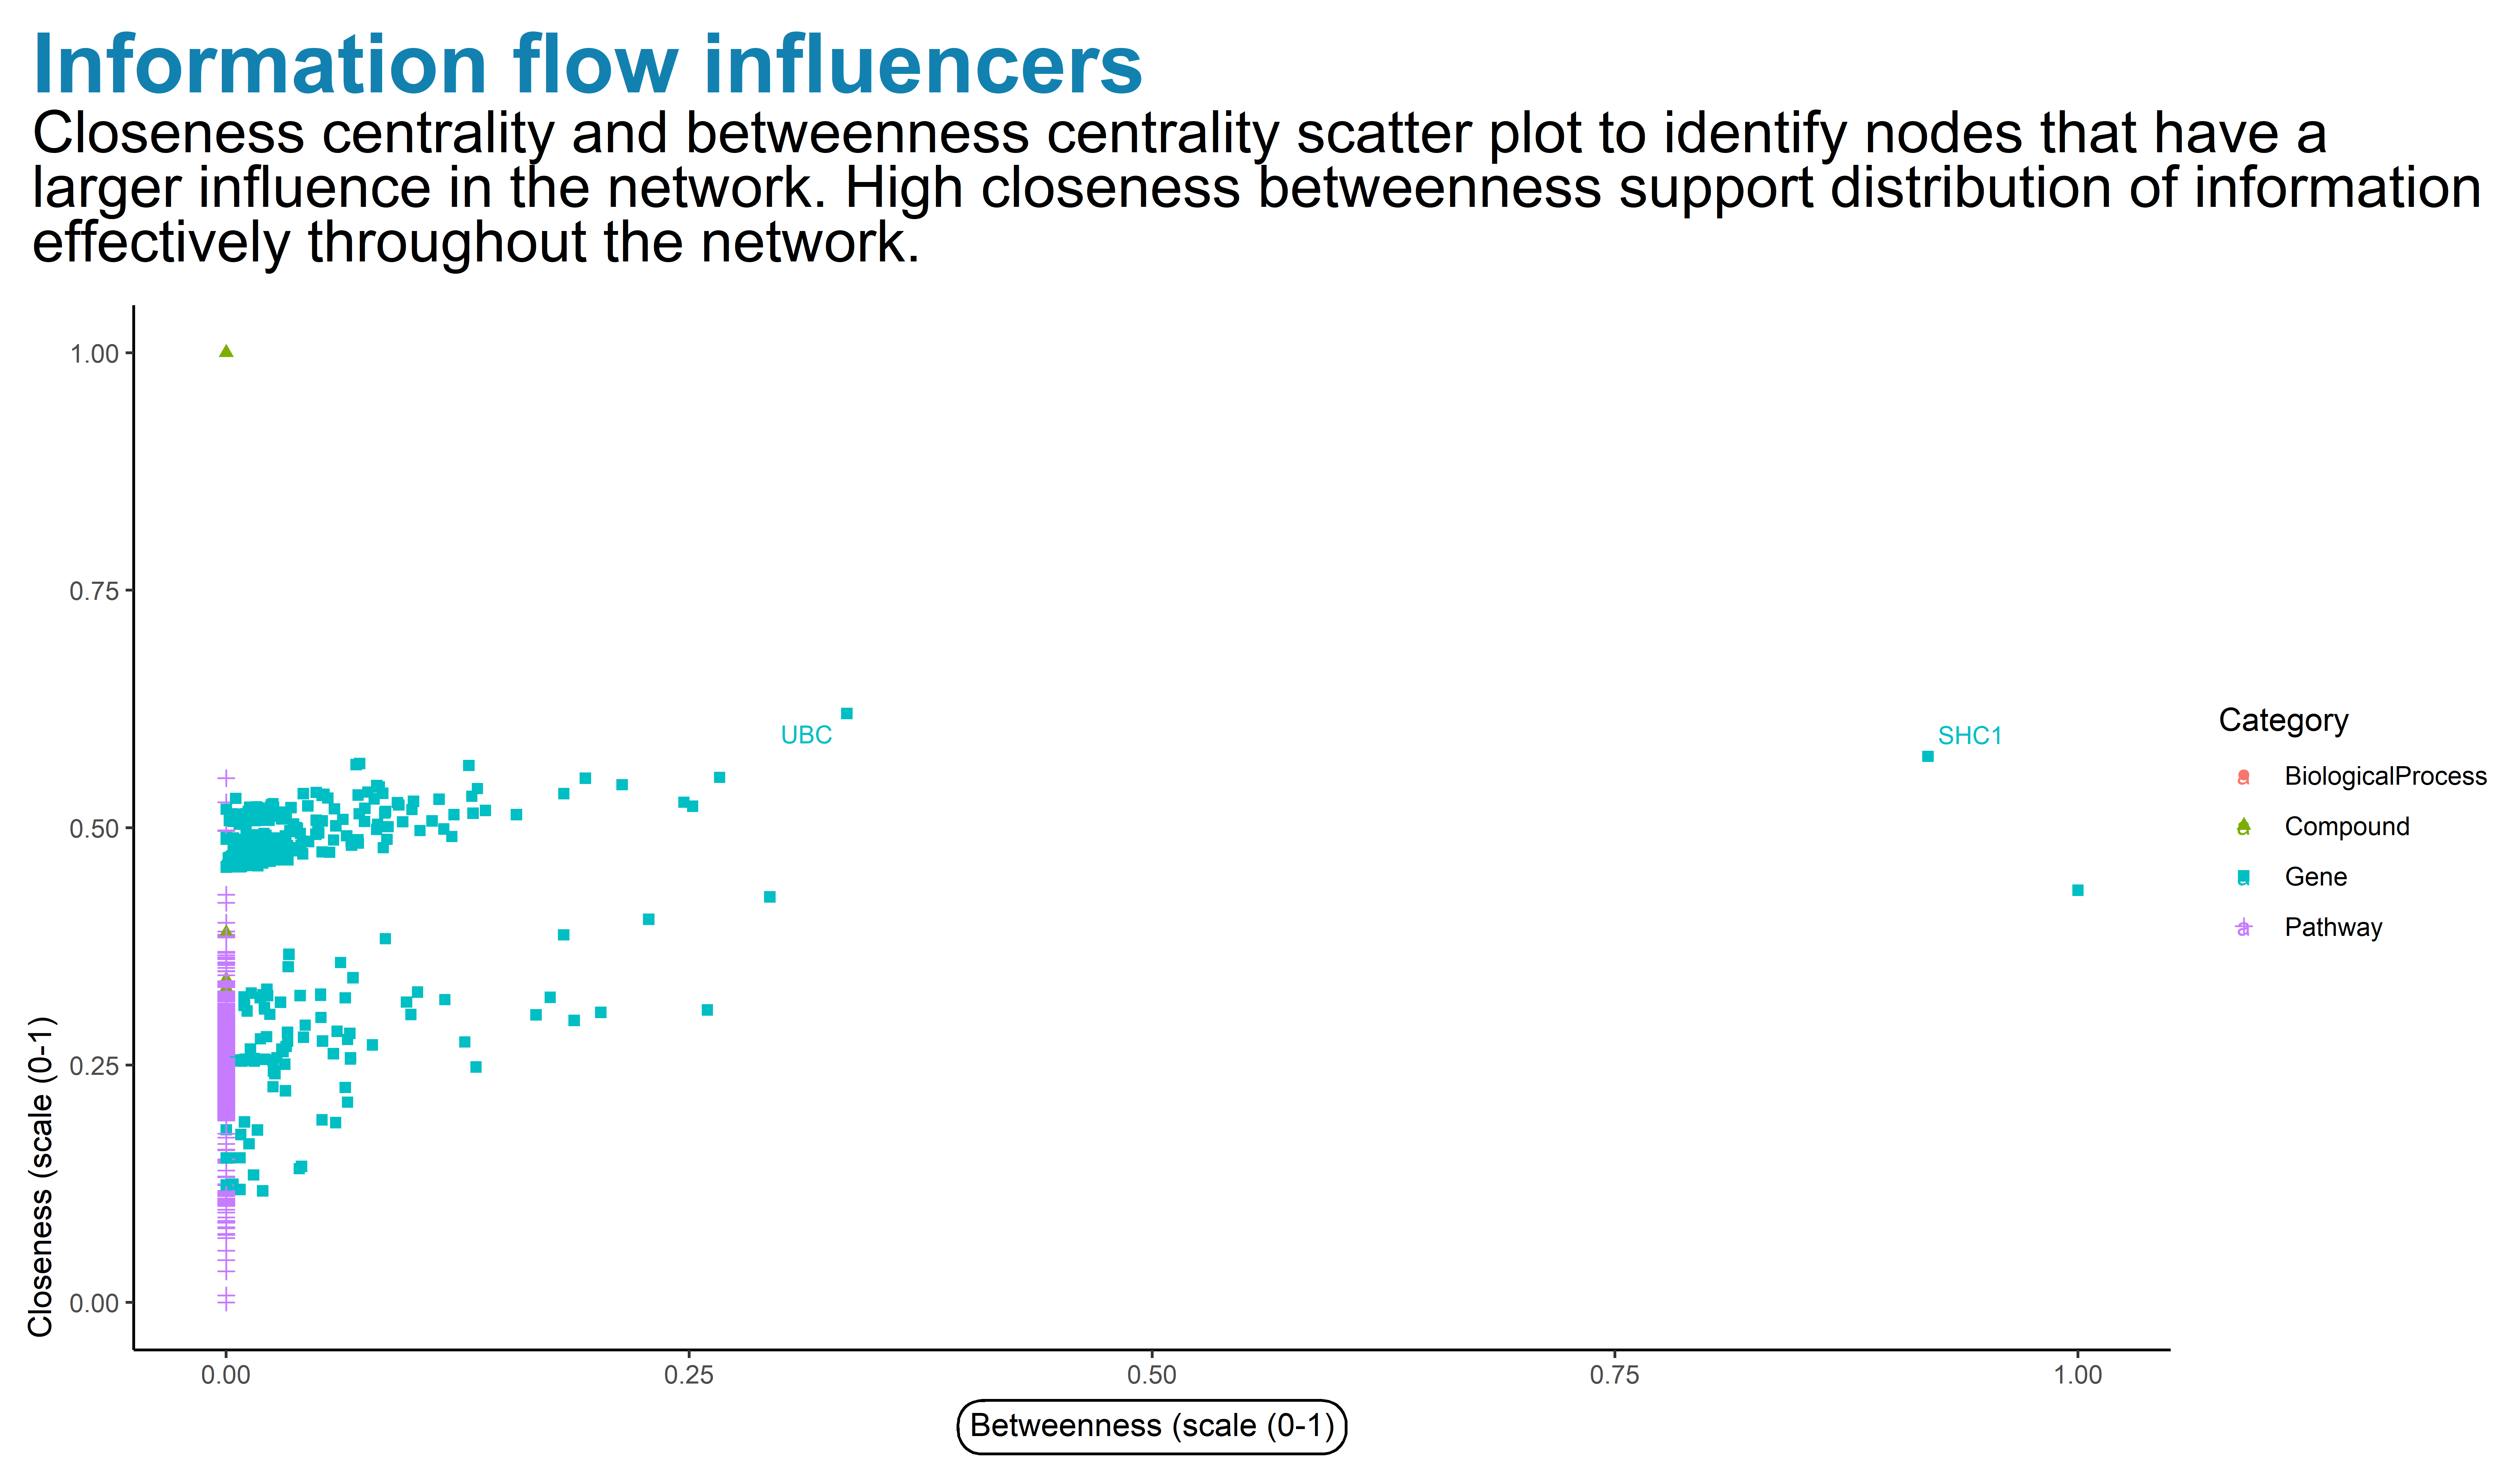 Information flow influencers
Closeness centrality and betweenness centrality scatter plot to identify nodes that have a
larger influence in the network. High closeness betweenness support distribution of information
effectively throughout the network.
1.00
0.75
0.50
0.25
0.00
Closeness (scale (0-1)
UBC
SHC1
0.00
0.25
0.50
0.75
1.00
Betweenness (scale (0-1)
Category
a BiologicalProcess
a Compound
a Gene
a Pathway